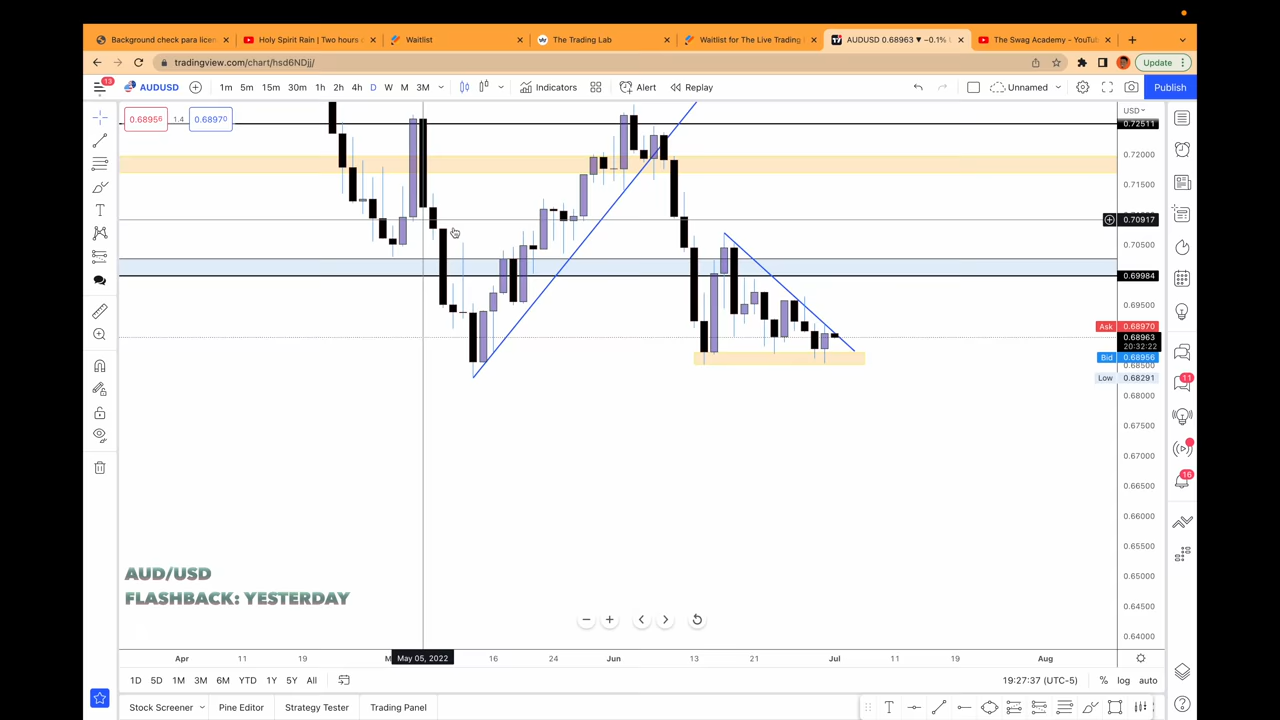 Background check para licen
Holy Spirit Rain | Two hours
Waitlist
The Trading Lab
Waitlist for The Live Trading
AUDUSD 0.68963 ▼ −0.1%
The Swag Academy - YouTu
tradingview.com/chart/hsd6NDjj/
Update
13
AUDUSD
1m 5m 15m 30m 1h 2h 4h D W M 3M
Indicators
Alert
Replay
Unnamed
Publish
0.68956
1.4
0.68970
USD
0.72511
0.72000
0.71500
0.70917
0.70500
0.69984
0.69500
Ask 0.68970
0.68963
20:32:22
Bid 0.68956
0.68500
Low 0.68291
0.68000
0.67500
0.67000
0.66500
0.66000
0.65500
0.65000
0.64500
0.64000
11
16
AUD/USD
FLASHBACK: YESTERDAY
Apr 11 19 May 05, 2022 16 24 Jun 13 21 Jul 11 19 Aug
1D 5D 1M 3M 6M YTD 1Y 5Y All
19:27:37 (UTC-5)
% log auto
Stock Screener
Pine Editor
Strategy Tester
Trading Panel